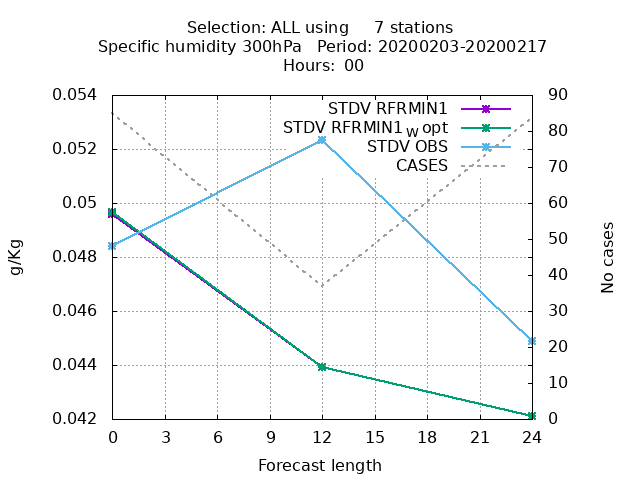 Selection: ALL using     7 stations
Specific humidity 300hPa   Period: 20200203-20200217
Hours: 00
STDV RFRMIN1
STDV RFRMIN1wopt
STDV OBS
CASES
0.054
0.052
0.05
0.048
0.046
0.044
0.042
g/Kg
90
80
70
60
50
40
30
20
10
0
No cases
0 3 6 9 12 15 18 21 24
Forecast length